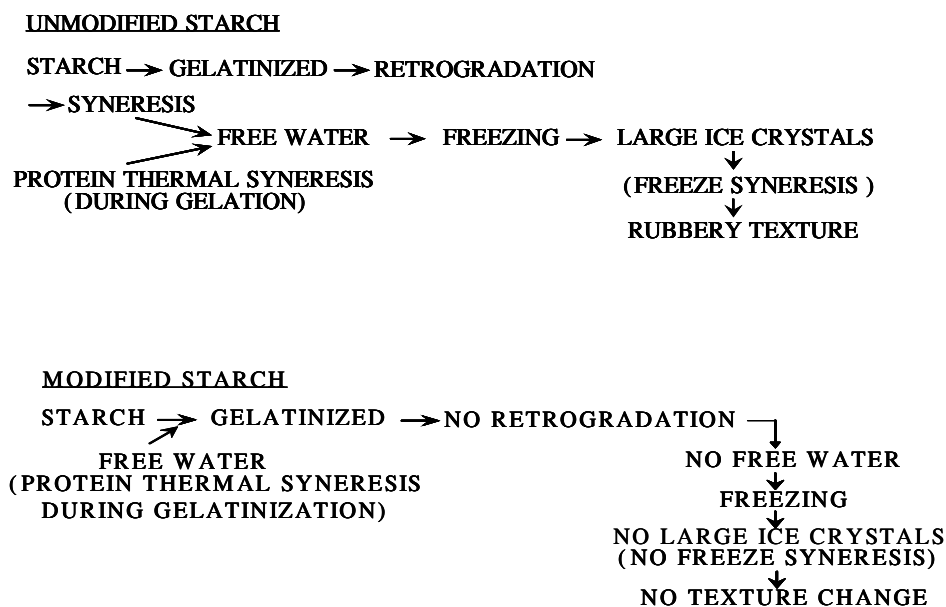 UNMODIFIED STARCH
STARCH → GELATINIZED → RETROGRADATION
→ SYNERESIS
FREE WATER → FREEZING → LARGE ICE CRYSTALS
PROTEIN THERMAL SYNERESIS
(DURING GELATION)
(FREEZE SYNERESIS )
RUBBERY TEXTURE
MODIFIED STARCH
STARCH → GELATINIZED → NO RETROGRADATION
FREE WATER
(PROTEIN THERMAL SYNERESIS
DURING GELATINIZATION)
NO FREE WATER
FREEZING
NO LARGE ICE CRYSTALS
(NO FREEZE SYNERESIS)
NO TEXTURE CHANGE